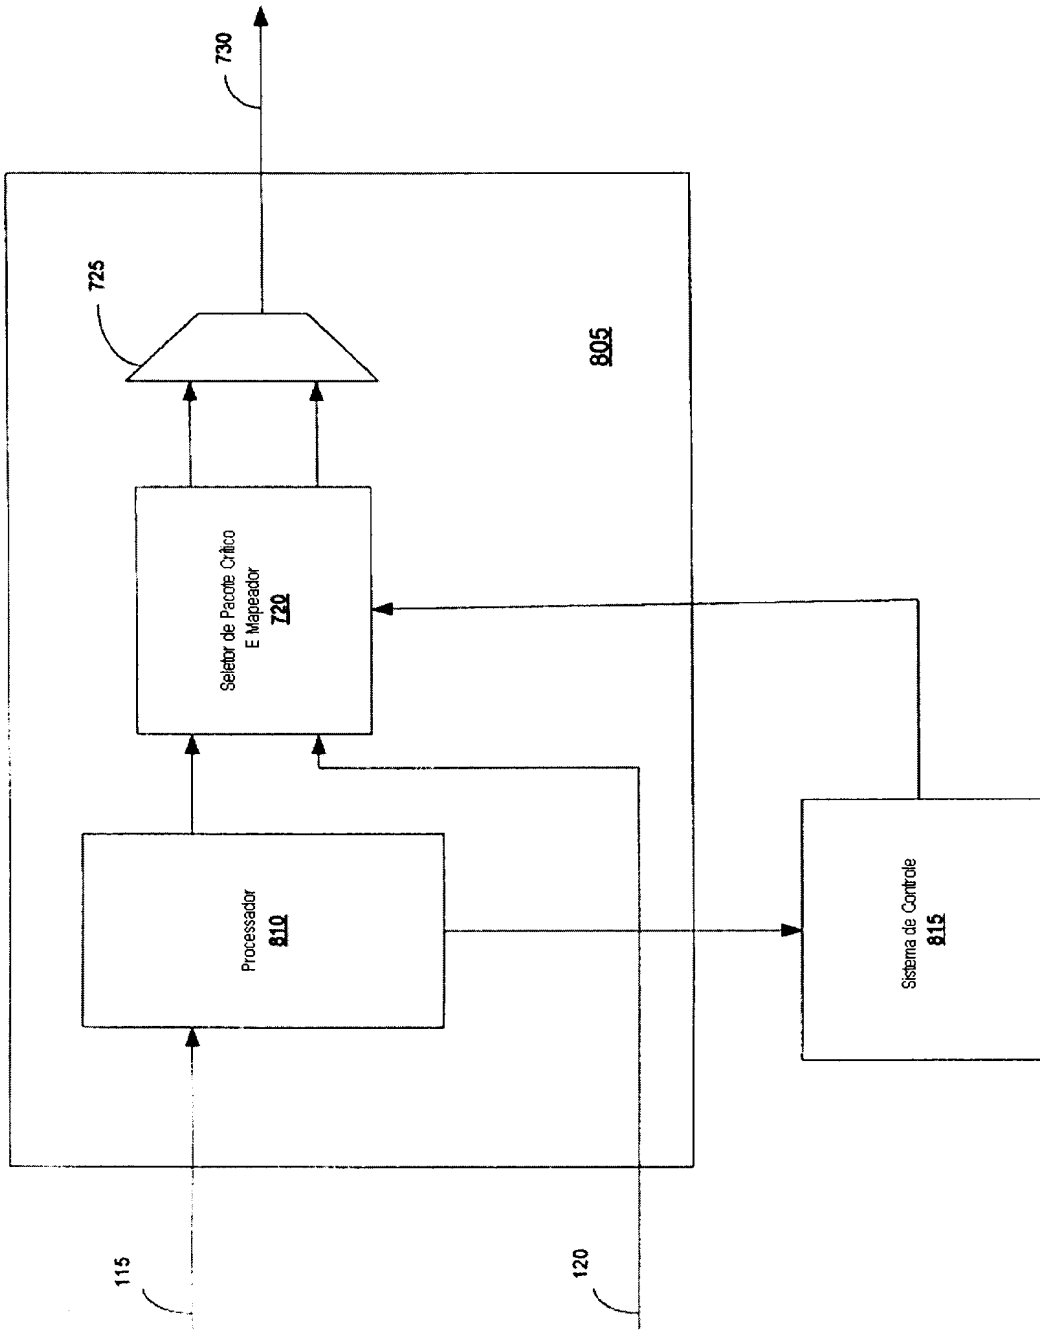 730
725
805
Seletor de Pacote Crítico
E Mapeador
720
Processador
810
Sistema de Controle
815
115
120